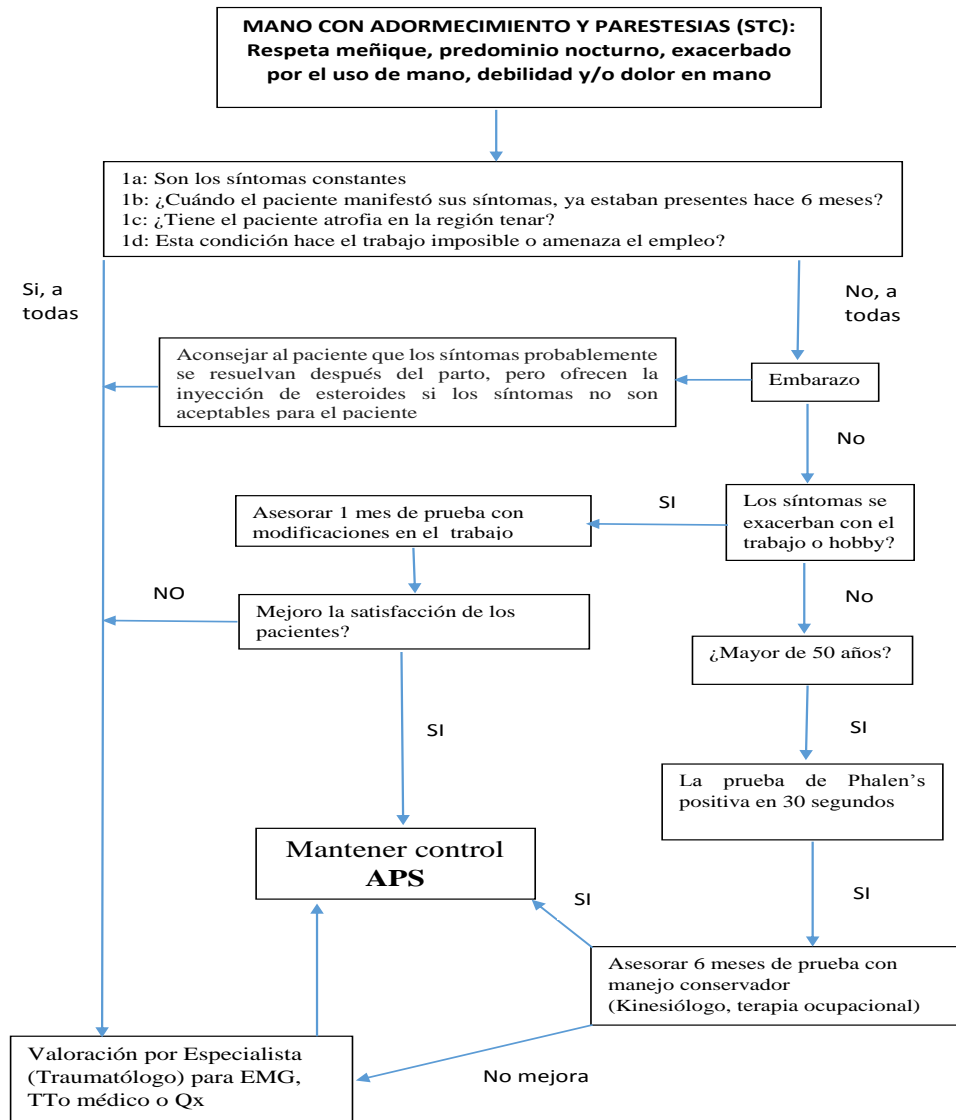 MANO CON ADORMECIMIENTO Y PARESTESIAS (STC):
Respeta meñique, predominio nocturno, exacerbado
por el uso de mano, debilidad y/o dolor en mano
1a: Son los síntomas constantes
1b: ¿Cuándo el paciente manifestó sus síntomas, ya estaban presentes hace 6 meses?
1c: ¿Tiene el paciente atrofia en la región tenar?
1d: Esta condición hace el trabajo imposible o amenaza el empleo?
Si, a
todas
No, a
todas
Aconsejar al paciente que los síntomas probablemente
se resuelvan después del parto, pero ofrecen la
inyección de esteroides si los síntomas no son
aceptables para el paciente
Embarazo
No
Asesorar 1 mes de prueba con
modificaciones en el trabajo
SI
Los síntomas se
exacerban con el
trabajo o hobby?
NO
Mejoro la satisfacción de los
pacientes?
No
¿Mayor de 50 años?
SI
SI
La prueba de Phalen's
positiva en 30 segundos
Mantener control
APS
SI
SI
Asesorar 6 meses de prueba con
manejo conservador
(Kinesiólogo, terapia ocupacional)
Valoración por Especialista
(Traumatólogo) para EMG,
TTo médico o Qx
No mejora